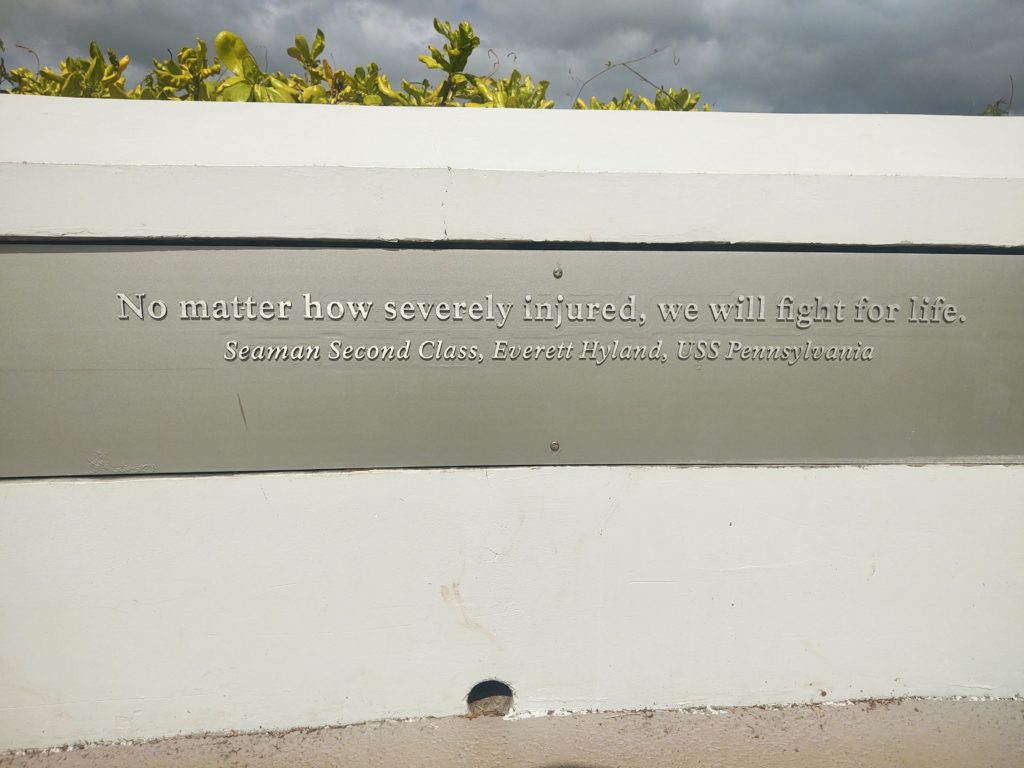 No matter how severely injured, we will fight for life.
Seaman Second Class, Everett Hyland, USS Pennsylvania